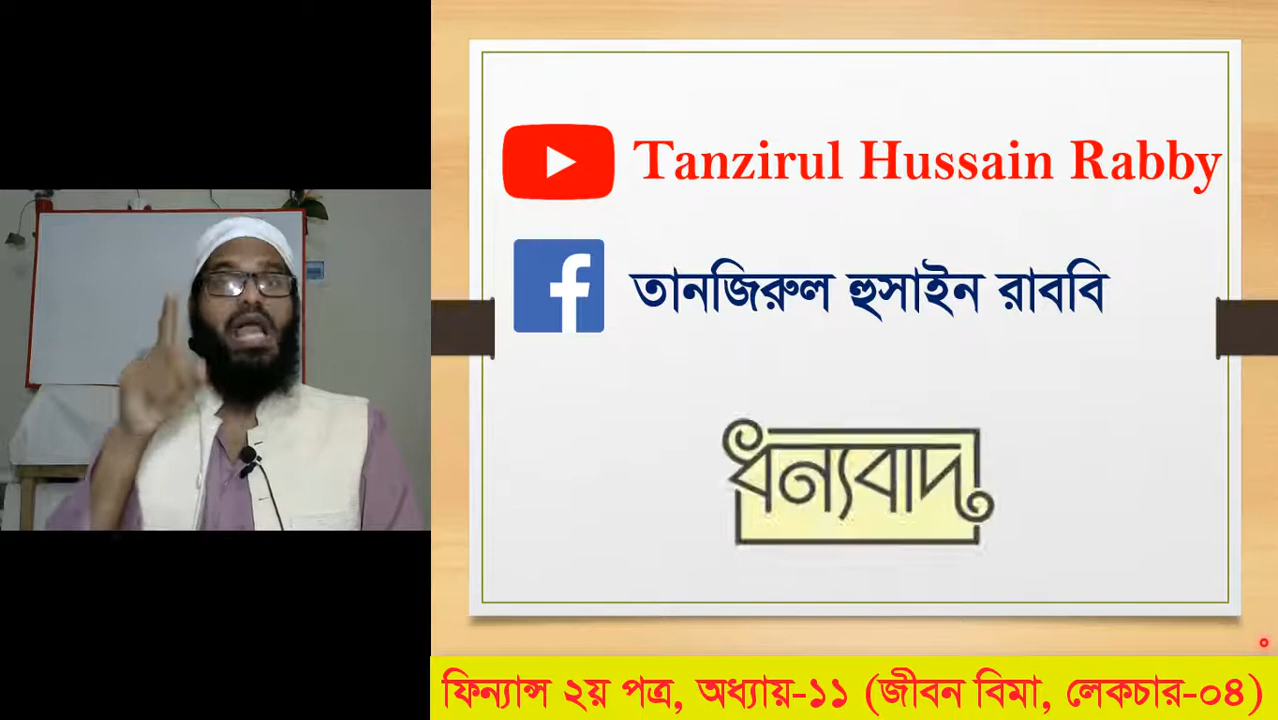 Tanzirul Hussain Rabby
তানজিরুল হুসাইন রাববি
ধন্যবাদ
ফিন্যান্স ২য় পত্র, অধ্যায়-১১ (জীবন বিমা, লেকচার-০৪)